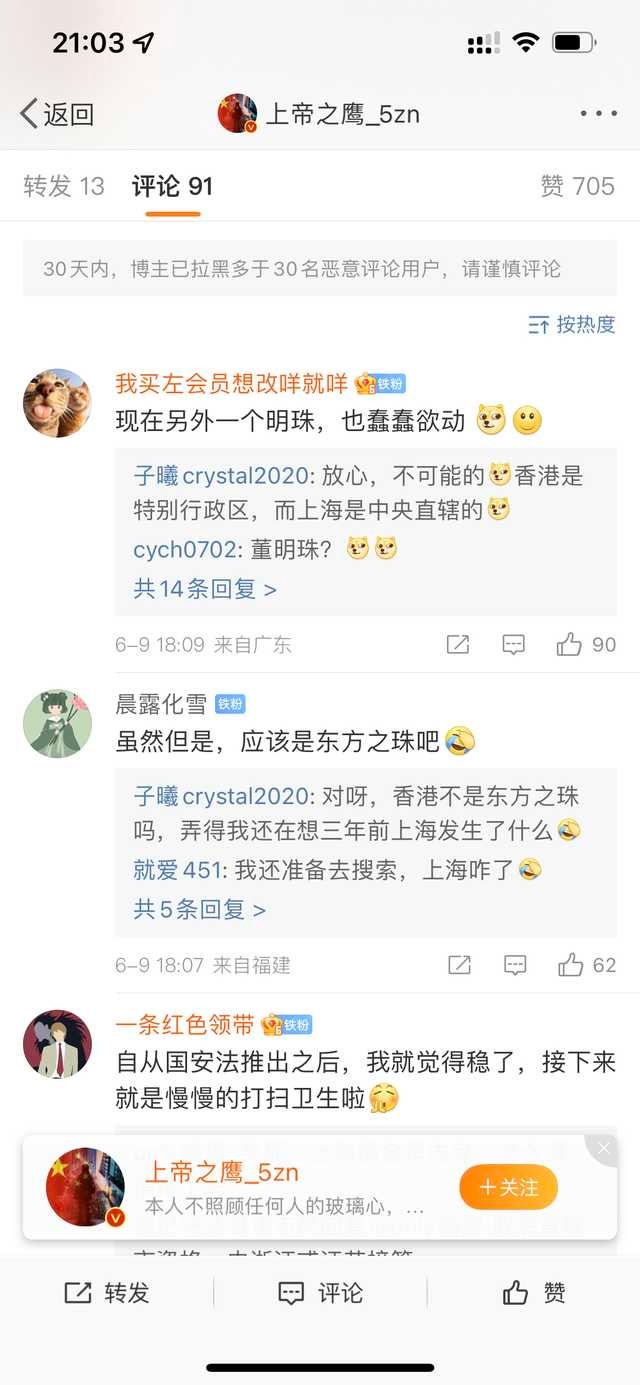 21:03
返回
上帝之鹰_5zn
转发 13
评论 91
赞 705
30天内，博主已拉黑多于30名恶意评论用户，请谨慎评论
按热度
我买左会员想改咩就咩 铁粉
现在另外一个明珠，也蠢蠢欲动
子曦crystal2020: 放心，不可能的香港是
特别行政区，而上海是中央直辖的
cych0702: 董明珠？
共14条回复 >
6-9 18:09 来自广东
90
晨露化雪 铁粉
虽然但是，应该是东方之珠吧
子曦crystal2020: 对呀，香港不是东方之珠
吗，弄得我还在想三年前上海发生了什么
就爱451: 我还准备去搜索，上海咋了
共5条回复 >
6-9 18:07 来自福建
62
一条红色领带 铁粉
自从国安法推出之后，我就觉得稳了，接下来
就是慢慢的打扫卫生啦
上帝之鹰_5zn
本人不照顾任何人的玻璃心，...
+关注
转发
评论
赞